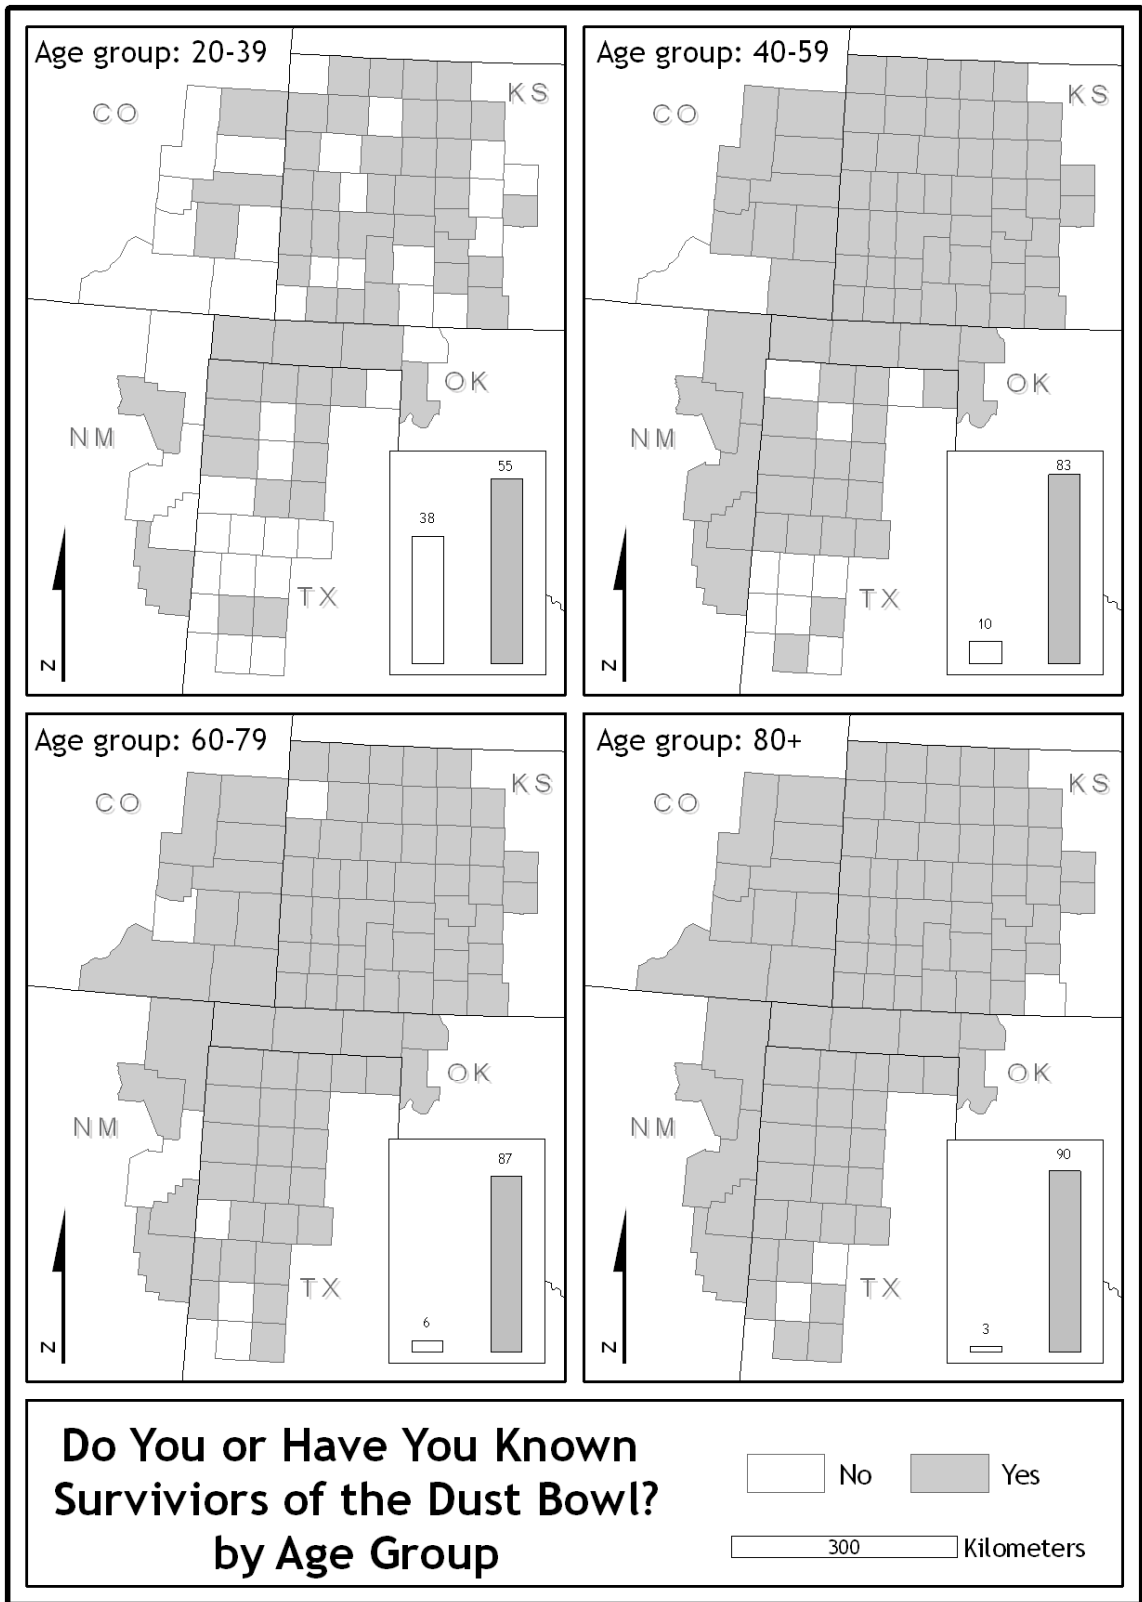 Age group: 20-39
CO
KS
NM
OK
TX
38
55
N
Age group: 40-59
CO
KS
NM
OK
TX
10
83
N
Age group: 60-79
CO
KS
NM
OK
TX
6
87
N
Age group: 80+
CO
KS
NM
OK
TX
3
90
N
Do You or Have You Known
Surviviors of the Dust Bowl?
by Age Group
No
Yes
300 Kilometers